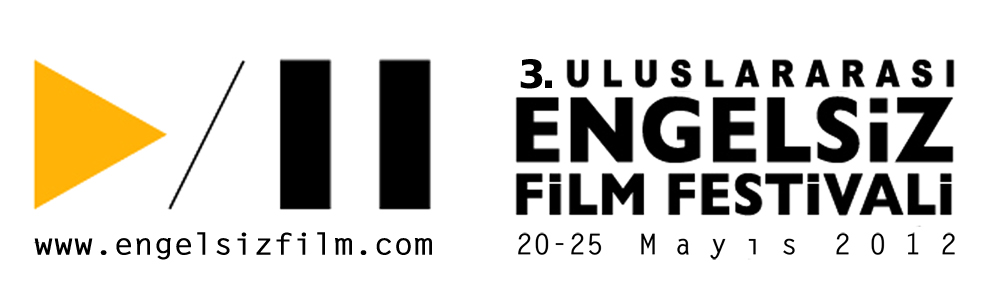 www.engelsizfilm.com
3. ULUSLARARASI
ENGELSiZ
FiLM FESTiVALi
20-25 Mayıs 2012